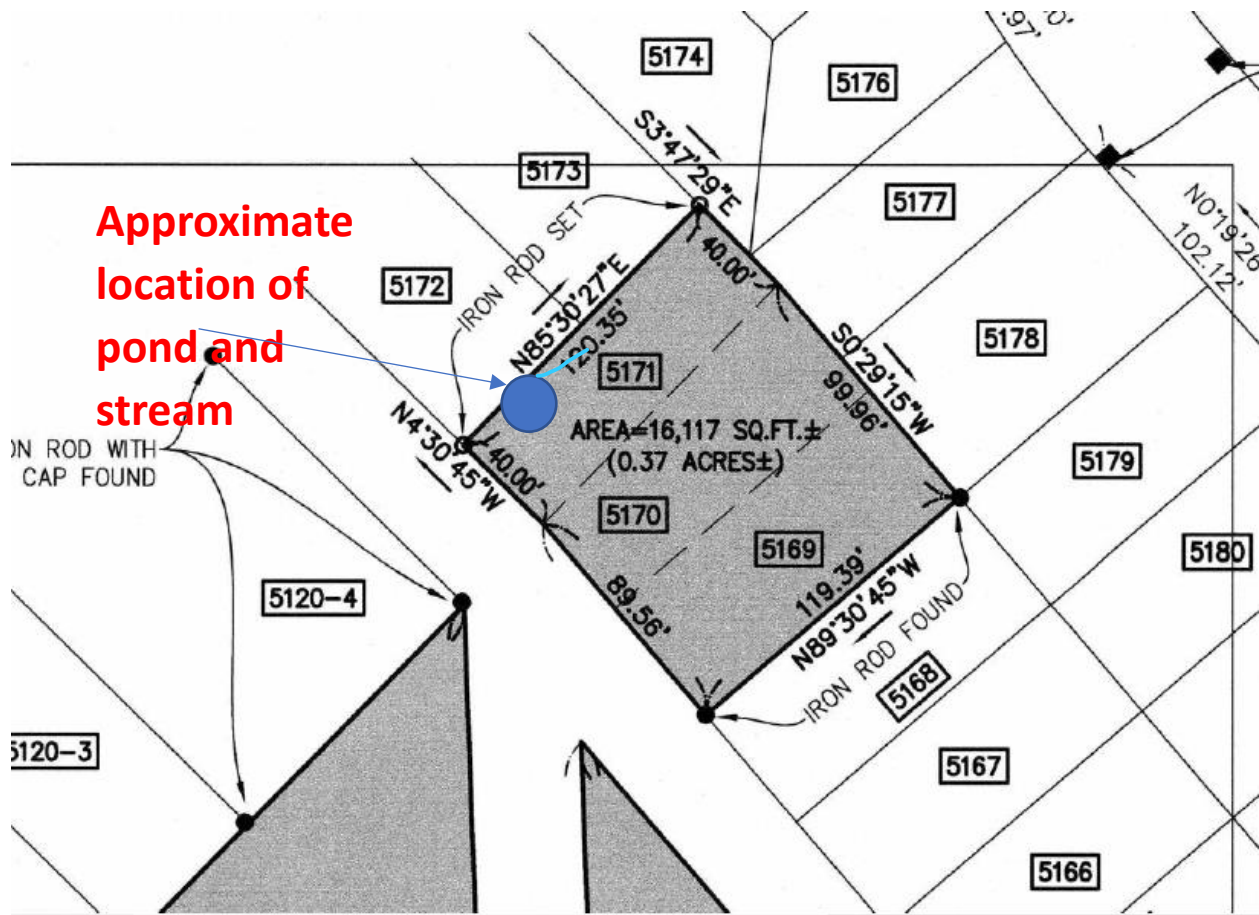 5174
5176
.97'
S3°47'29"E
5173
5177
N0°19'26
102.12'
Approximate
location of
pond and
stream
IRON ROD SET
40.00'
5172
N85°30'27"E
120.35'
5178
S0°29'15"W
99.96'
5171
AREA=16,117 SQ.FT.±
(0.37 ACRES±)
N4°30'45"W
40.00'
ON ROD WITH
CAP FOUND
5179
5170
5169
5180
119.39'
N89°30'45"W
89.56'
5120-4
IRON ROD FOUND
5168
5120-3
5167
5166